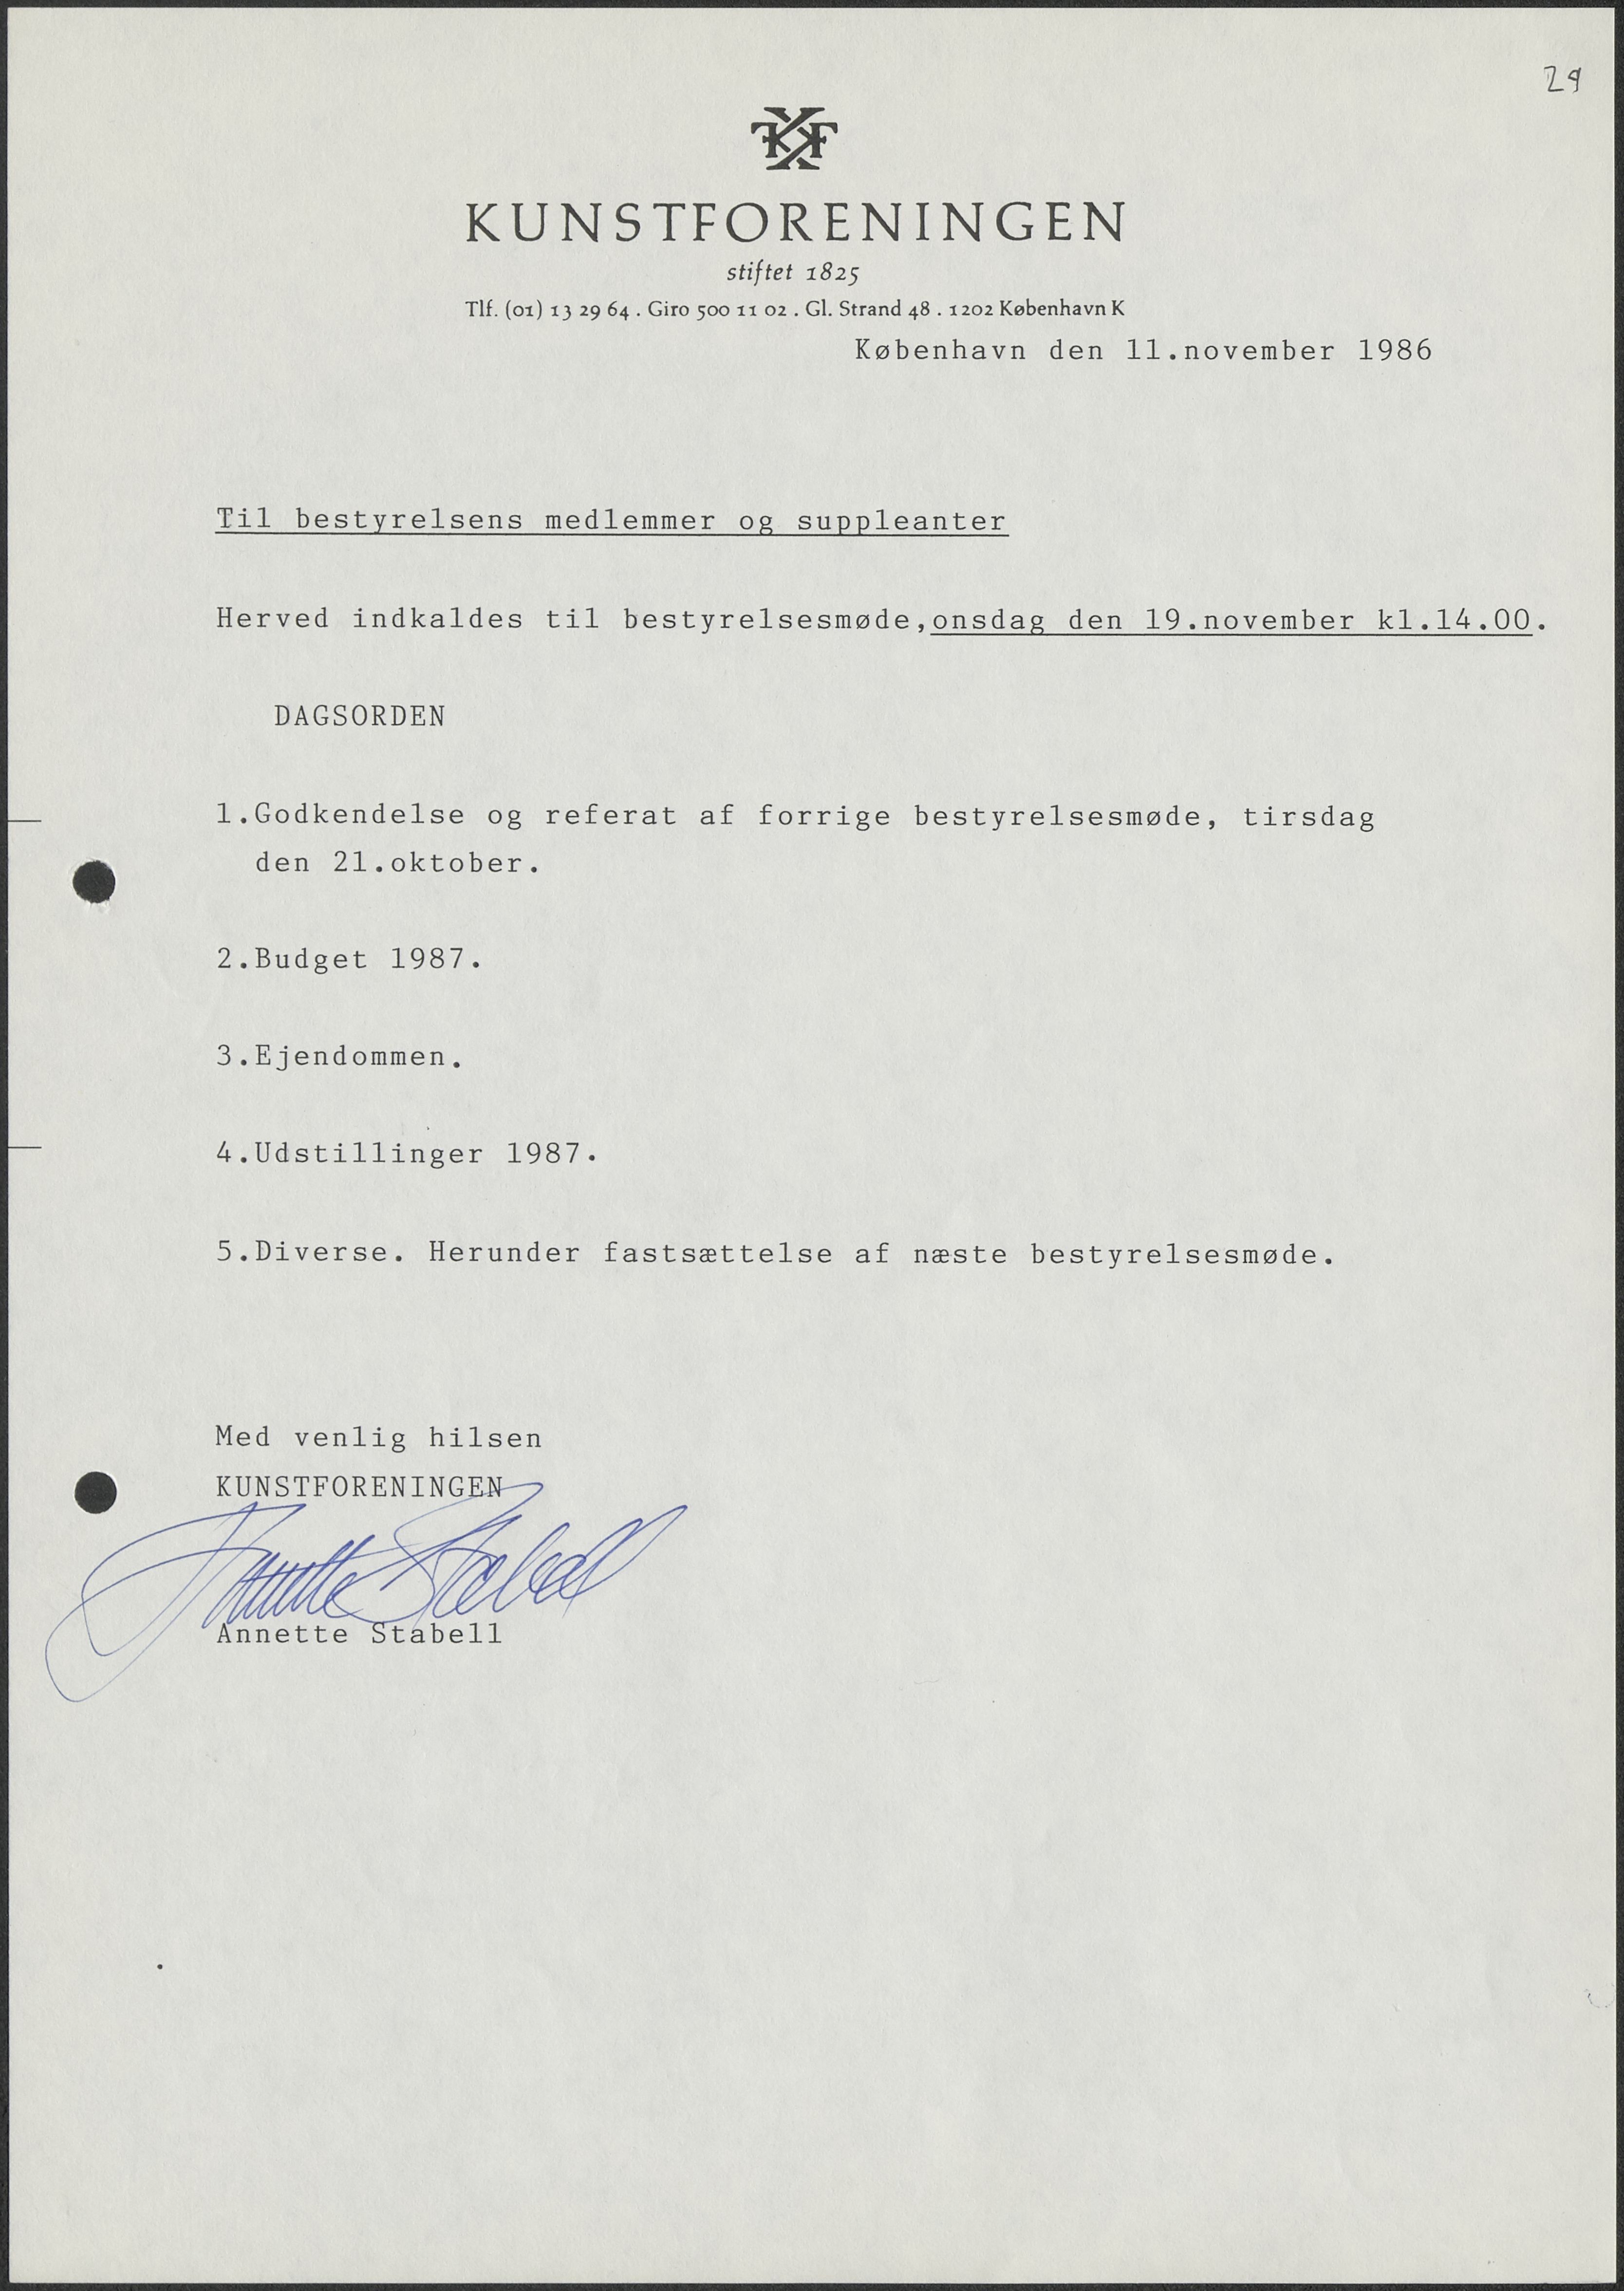 29
KUNSTFORENINGEN
stiftet 1825
Tlf. (01) 13 29 64 . Giro 500 11 02 . Gl. Strand 48 . 1202 København K
København den 11.november 1986
Til bestyrelsens medlemmer og suppleanter
Herved indkaldes til bestyrelsesmøde,onsdag den 19.november kl.14.00.
DAGSORDEN
1.Godkendelse og referat af forrige bestyrelsesmøde, tirsdag
den 21.oktober.
2.Budget 1987.
3.Ejendommen.
4.Udstillinger 1987.
5.Diverse. Herunder fastsættelse af næste bestyrelsesmøde.
Med venlig hilsen
KUNSTFORENINGEN
Annette Stabell
Annette Stabell